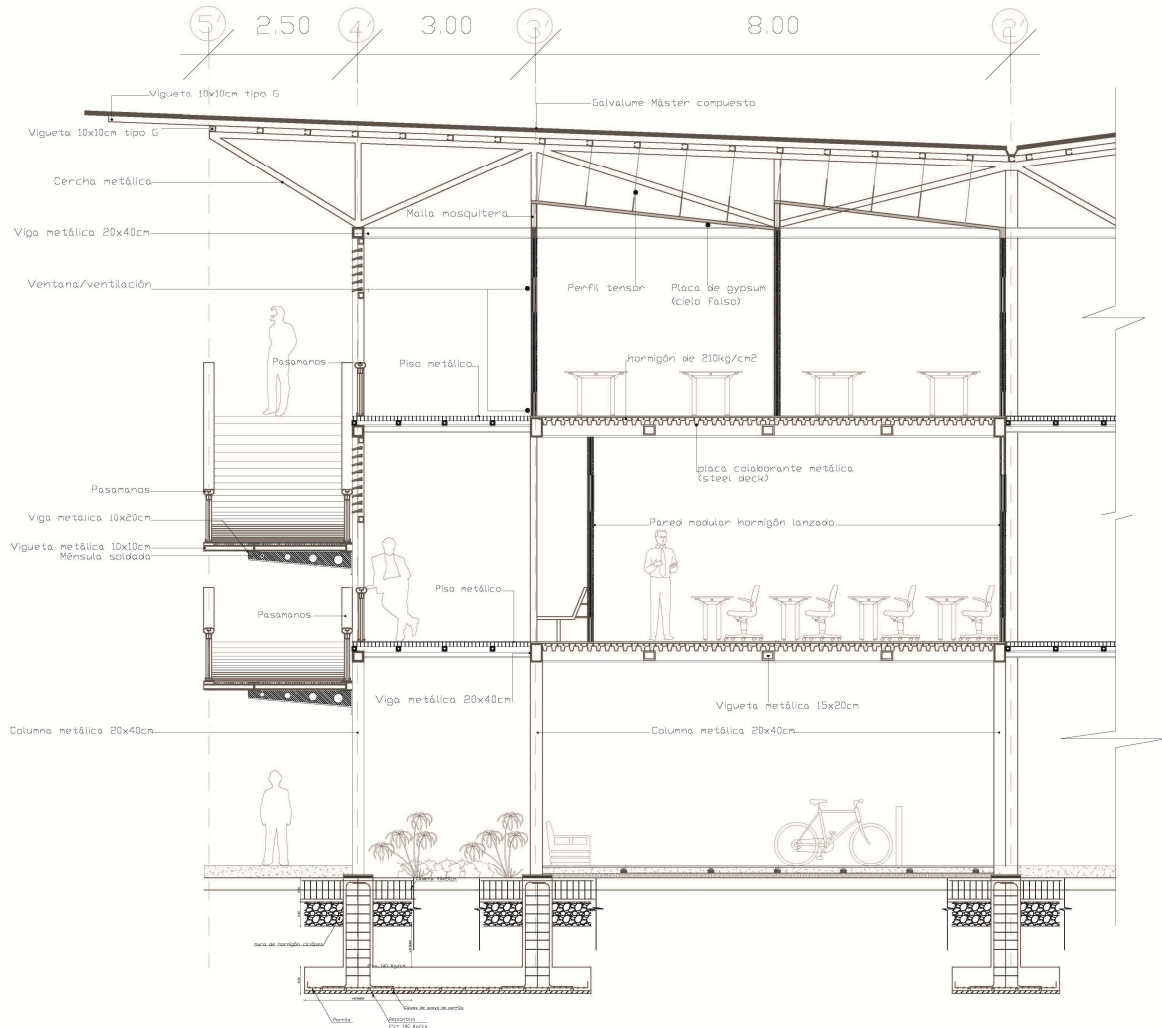 5' 2.50 4' 3.00 3' 8.00 2'
Vigueta 10x10cm tipo G
Galvalume Máster compuesto
Vigueta 10x10cm tipo G
Cercha metálica
Malla mosquitera
Viga metálica 20x40cm
Ventana/ventilación
Perfil tensor
Placa de gypsum
(cielo falso)
Pasamanos
Piso metálico
hormigón de 210kg/cm2
placa colaborante metálica
(steel deck)
Pasamanos
Viga metálica 10x20cm
Pared modular hormigón lanzado
Vigueta metálica 10x10cm
Ménsula soldada
Piso metálico
Pasamanos
Viga metálica 20x40cm
Vigueta metálica 15x20cm
Columna metálica 20x40cm
Columna metálica 20x40cm
muro de hormigón ciclópeo
Parrilla
Replantillo